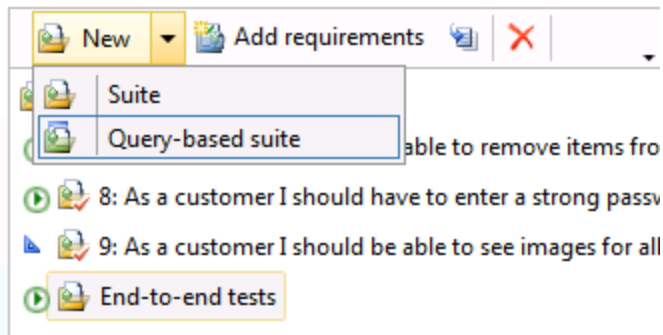 New
Add requirements
Suite
Query-based suite
able to remove items fro
8: As a customer I should have to enter a strong passw
9: As a customer I should be able to see images for all
End-to-end tests